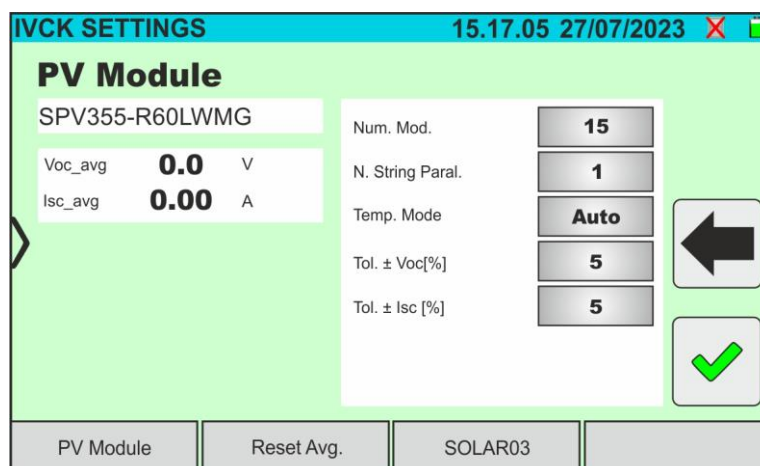 IVCK SETTINGS 15.17.05 27/07/2023
PV Module
SPV355-R60LWMG
Voc_avg 0.0 V
Isc_avg 0.00 A
Num. Mod. 15
N. String Paral. 1
Temp. Mode Auto
Tol. ± Voc[%] 5
Tol. ± Isc [%] 5
PV Module Reset Avg. SOLAR03